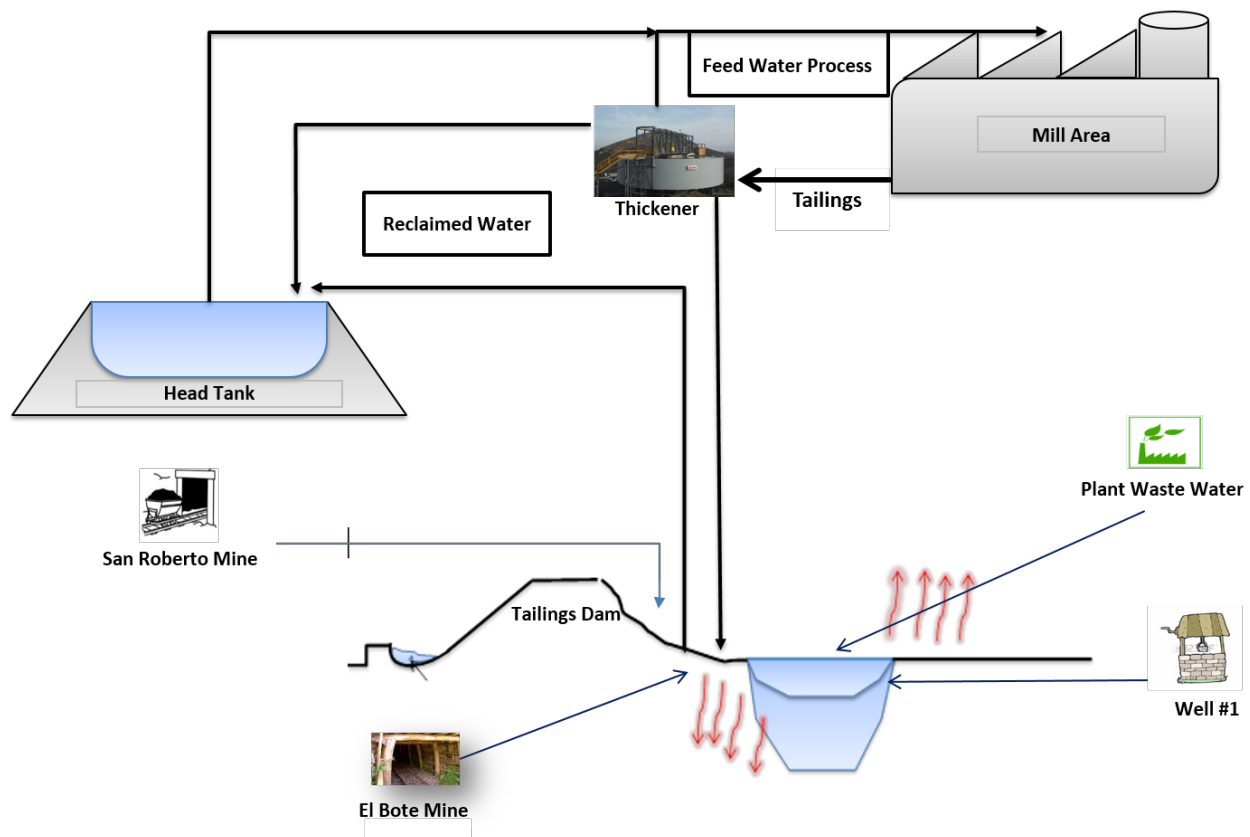 Feed Water Process
Mill Area
Thickener
Tailings
Reclaimed Water
Head Tank
Plant Waste Water
San Roberto Mine
Tailings Dam
Well #1
El Bote Mine